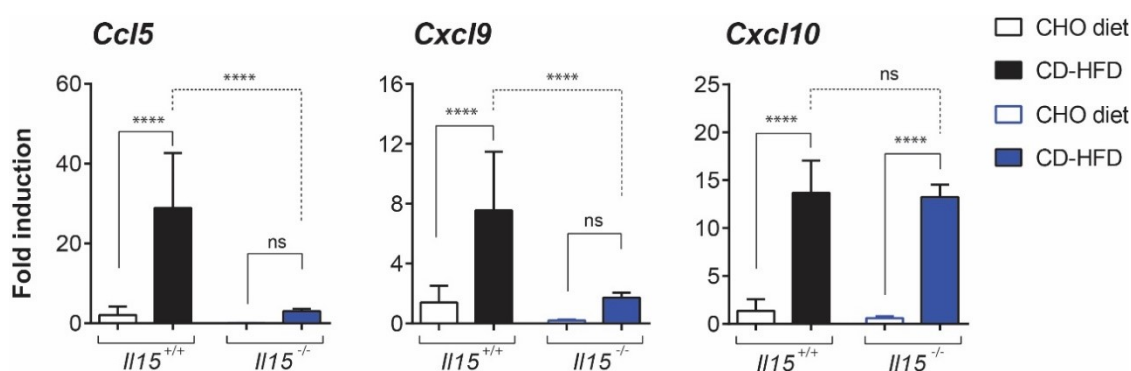 Ccl5
Cxcl9
Cxcl10
CHO diet
CD-HFD
CHO diet
CD-HFD
Fold induction
60
40
20
0
****
****
ns
Il15+/+
Il15-/-
16
12
8
4
0
****
****
ns
Il15+/+
Il15-/-
25
20
15
10
5
0
ns
****
****
Il15+/+
Il15-/-